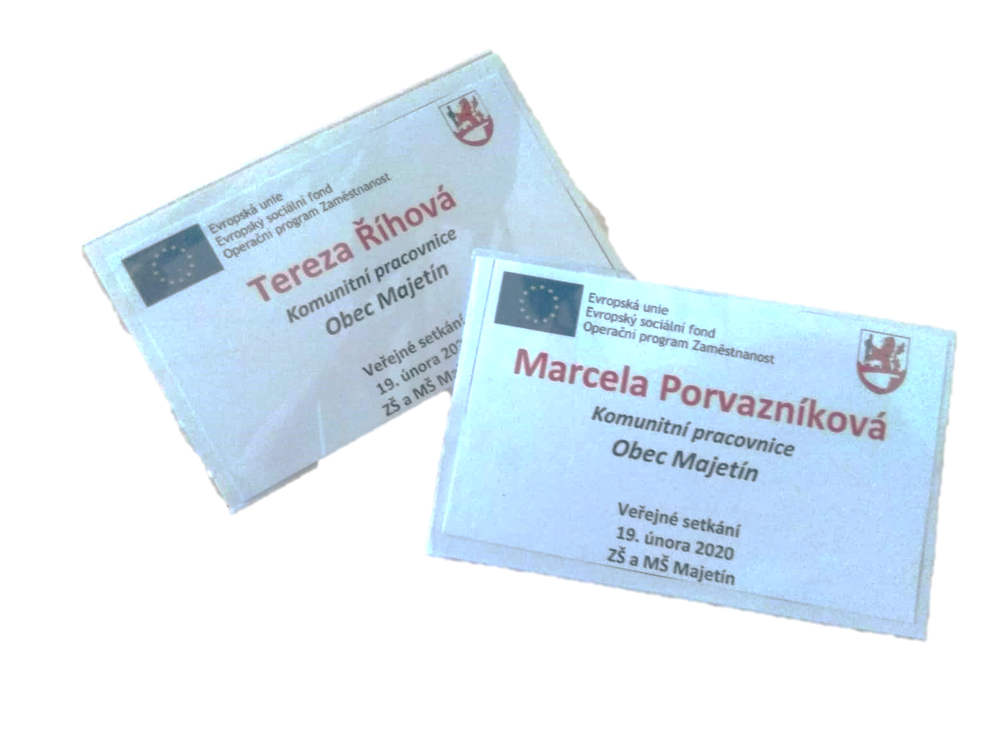 Evropská unie
Evropský sociální fond
Operační program Zaměstnanost
Tereza Říhová
Komunitní pracovnice
Obec Majetín
Veřejné setkání
19. února
ZŠ a MŠ
Evropská unie
Evropský sociální fond
Operační program Zaměstnanost
Marcela Porvazníková
Komunitní pracovnice
Obec Majetín
Veřejné setkání
19. února 2020
ZŠ a MŠ Majetín